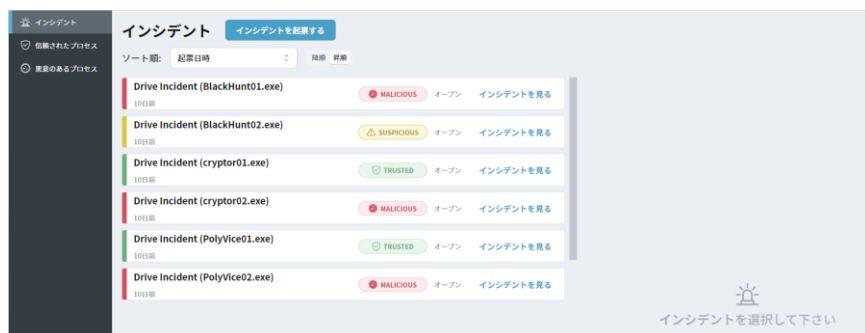 インシデント
信頼されたプロセス
悪意のあるプロセス
インシデント
インシデントを起票する
ソート順:
起票日時
降順 昇順
Drive Incident (BlackHunt01.exe)
10日前
MALICIOUS オープン インシデントを見る
Drive Incident (BlackHunt02.exe)
10日前
SUSPICIOUS オープン インシデントを見る
Drive Incident (cryptor01.exe)
10日前
TRUSTED オープン インシデントを見る
Drive Incident (cryptor02.exe)
10日前
MALICIOUS オープン インシデントを見る
Drive Incident (PolyVice01.exe)
10日前
TRUSTED オープン インシデントを見る
Drive Incident (PolyVice02.exe)
10日前
MALICIOUS オープン インシデントを見る
インシデントを選択して下さい